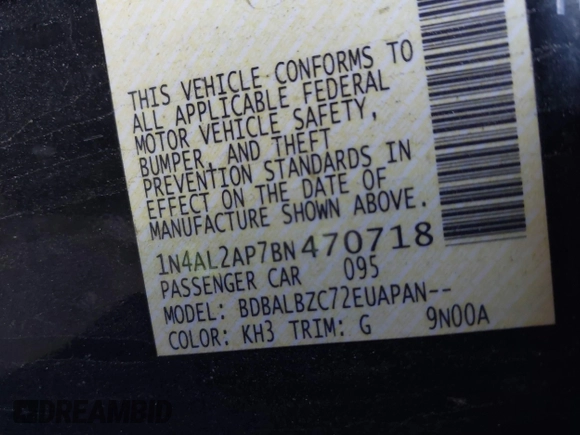 THIS VEHICLE CONFORMS TO
ALL APPLICABLE FEDERAL
MOTOR VEHICLE SAFETY,
BUMPER, AND THEFT
PREVENTION STANDARDS IN
EFFECT ON THE DATE OF
MANUFACTURE SHOWN ABOVE.
1N4AL2AP7BN470718
PASSENGER CAR 095
MODEL: BDBALBZC72EUAPAN--
COLOR: KH3 TRIM: G 9N00A
DREAMBID